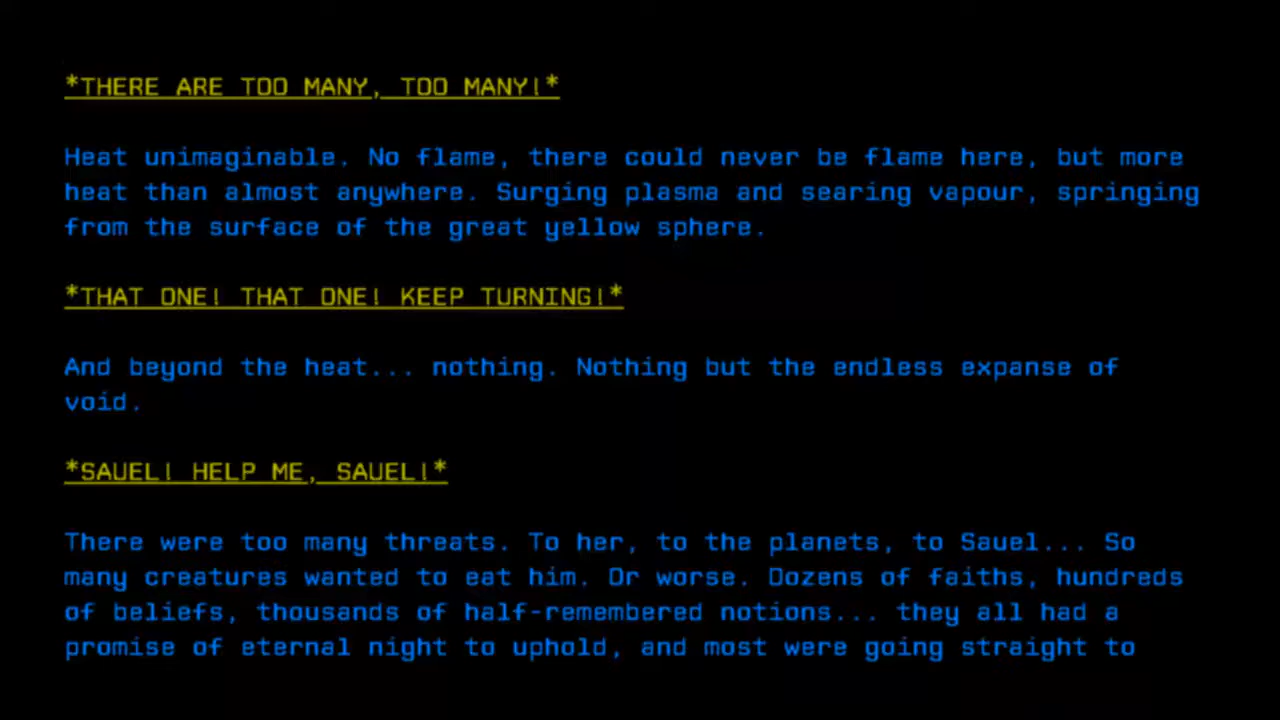 *THERE ARE TOO MANY, TOO MANY!*
Heat unimaginable. No flame, there could never be flame here, but more
heat than almost anywhere. Surging plasma and searing vapour, springing
from the surface of the great yellow sphere.
*THAT ONE! THAT ONE! KEEP TURNING!*
And beyond the heat... nothing. Nothing but the endless expanse of
void.
*SAUEL! HELP ME, SAUEL!*
There were too many threats. To her, to the planets, to Sauel... So
many creatures wanted to eat him. Or worse. Dozens of faiths, hundreds
of beliefs, thousands of half-remembered notions... they all had a
promise of eternal night to uphold, and most were going straight to